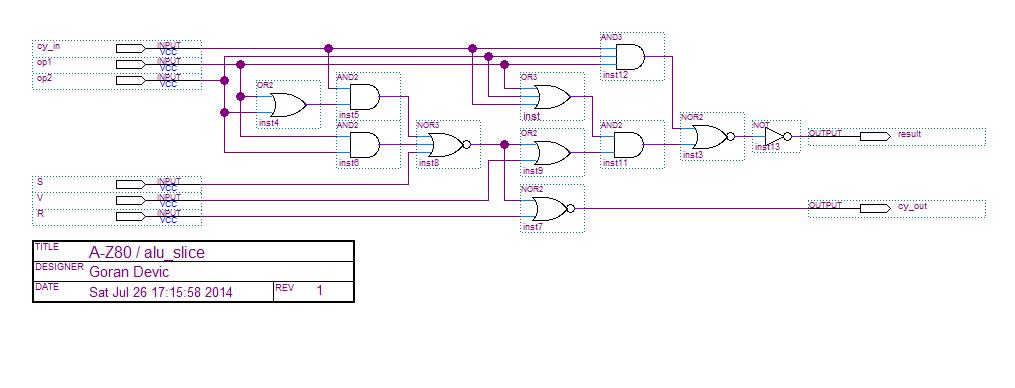 cy_in INPUT VCC
op1 INPUT VCC
op2 INPUT VCC
OR2 inst4
AND2 inst5
AND2 inst6
NOR3 inst8
OR3 inst
OR2 inst9
NOR2 inst7
AND3 inst12
AND2 inst11
NOR2 inst3
NOT inst13
OUTPUT result
OUTPUT cy_out
S INPUT VCC
V INPUT VCC
R INPUT VCC
TITLE A-Z80 / alu_slice
DESIGNER Goran Devic
DATE Sat Jul 26 17:15:58 2014 REV 1